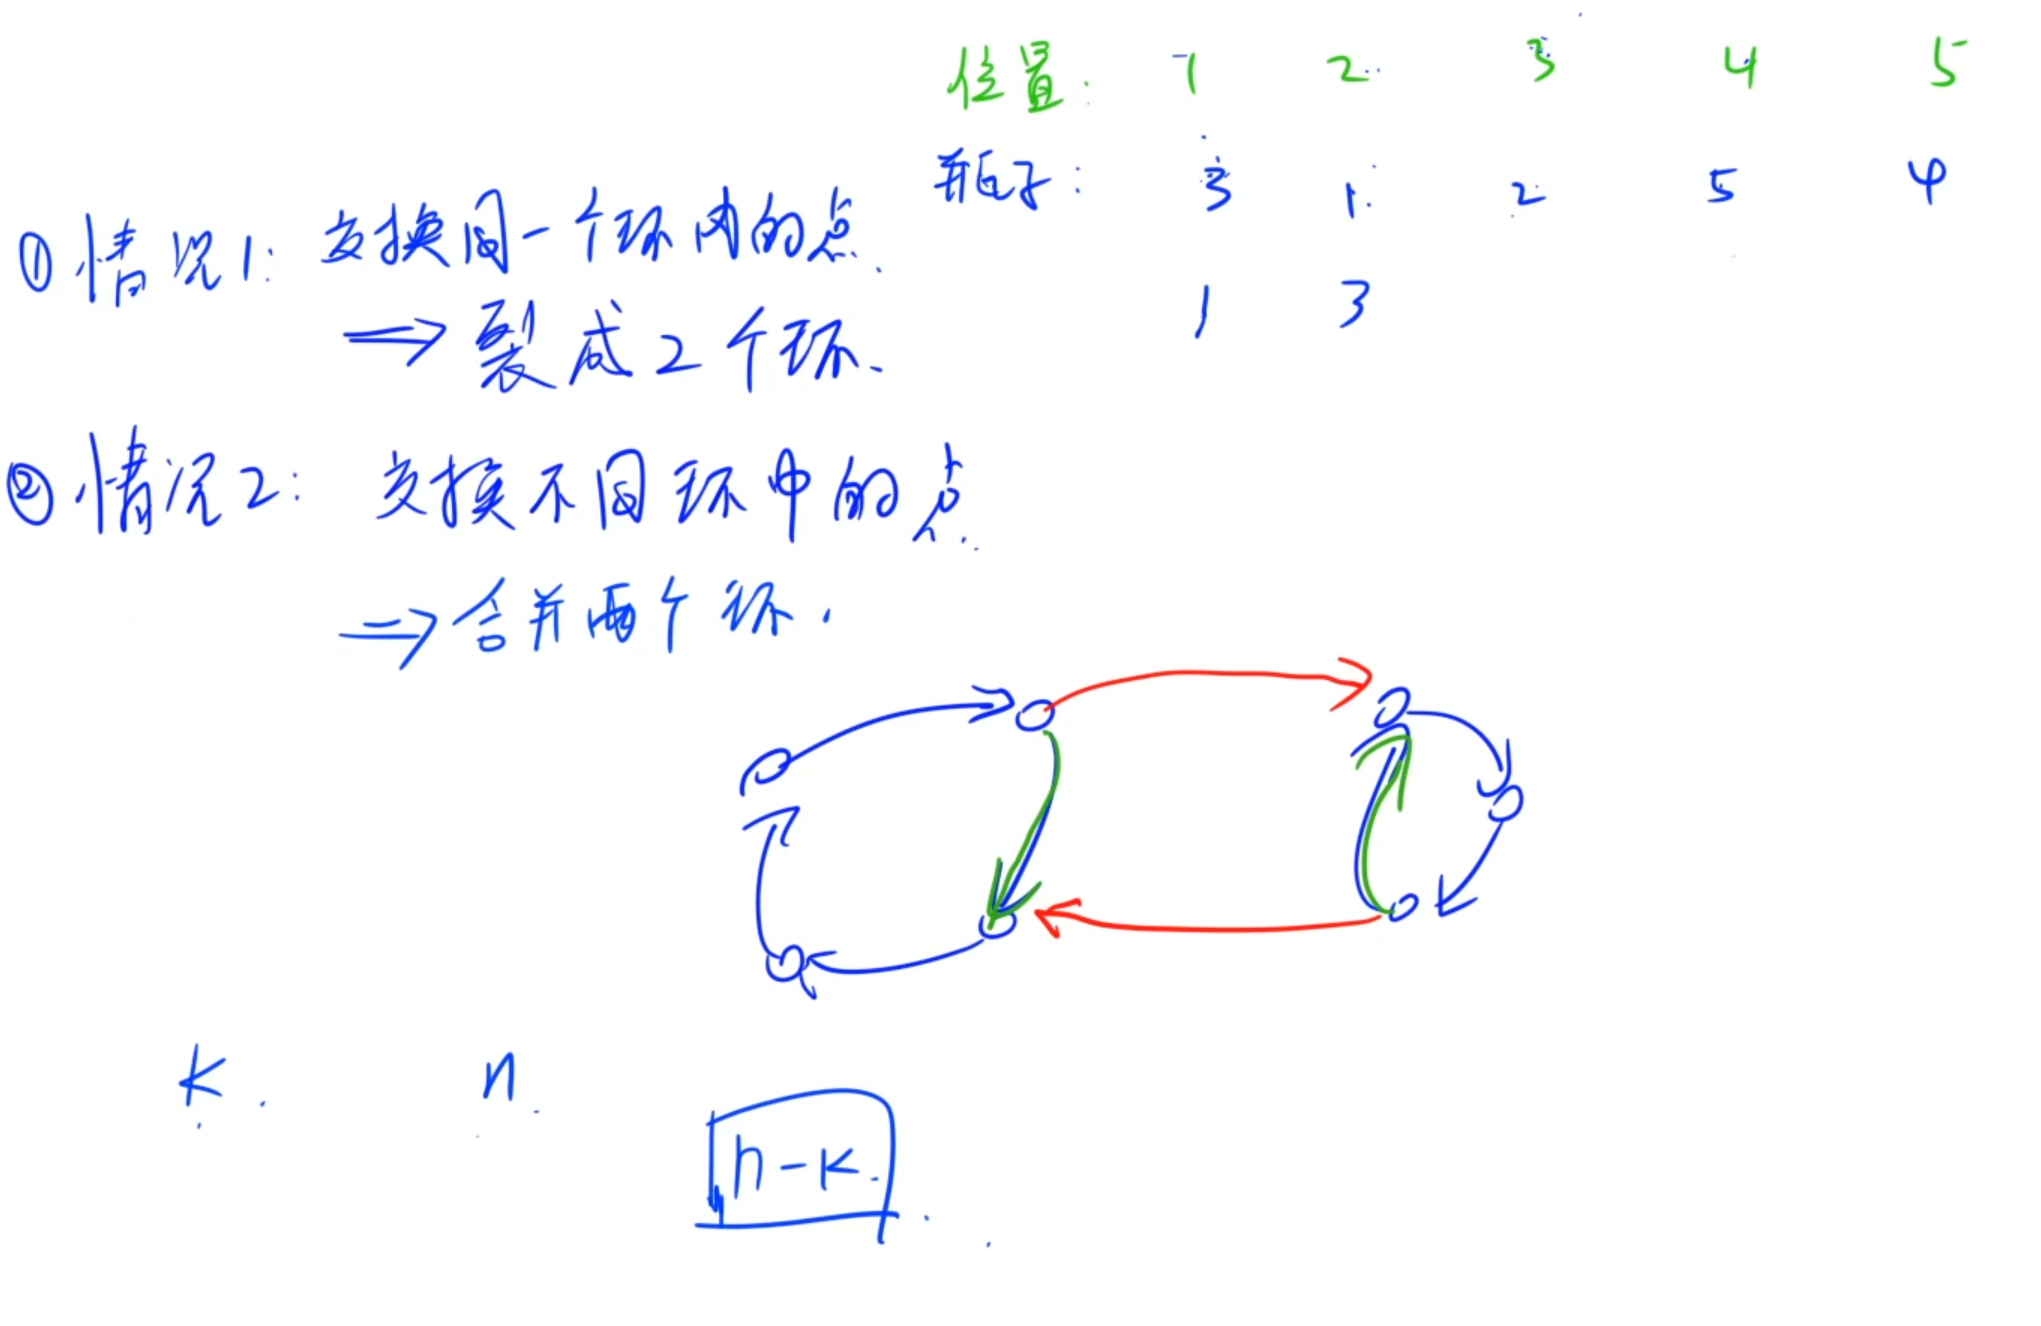 位置: 1 2 3 4 5
瓶子: 3 1 2 5 4
1 3
①情况1: 交换同一个环内的点.
⇒ 裂成2个环.
②情况2: 交换不同环中的点.
⇒ 合并两个环.
K. n.
n-k.